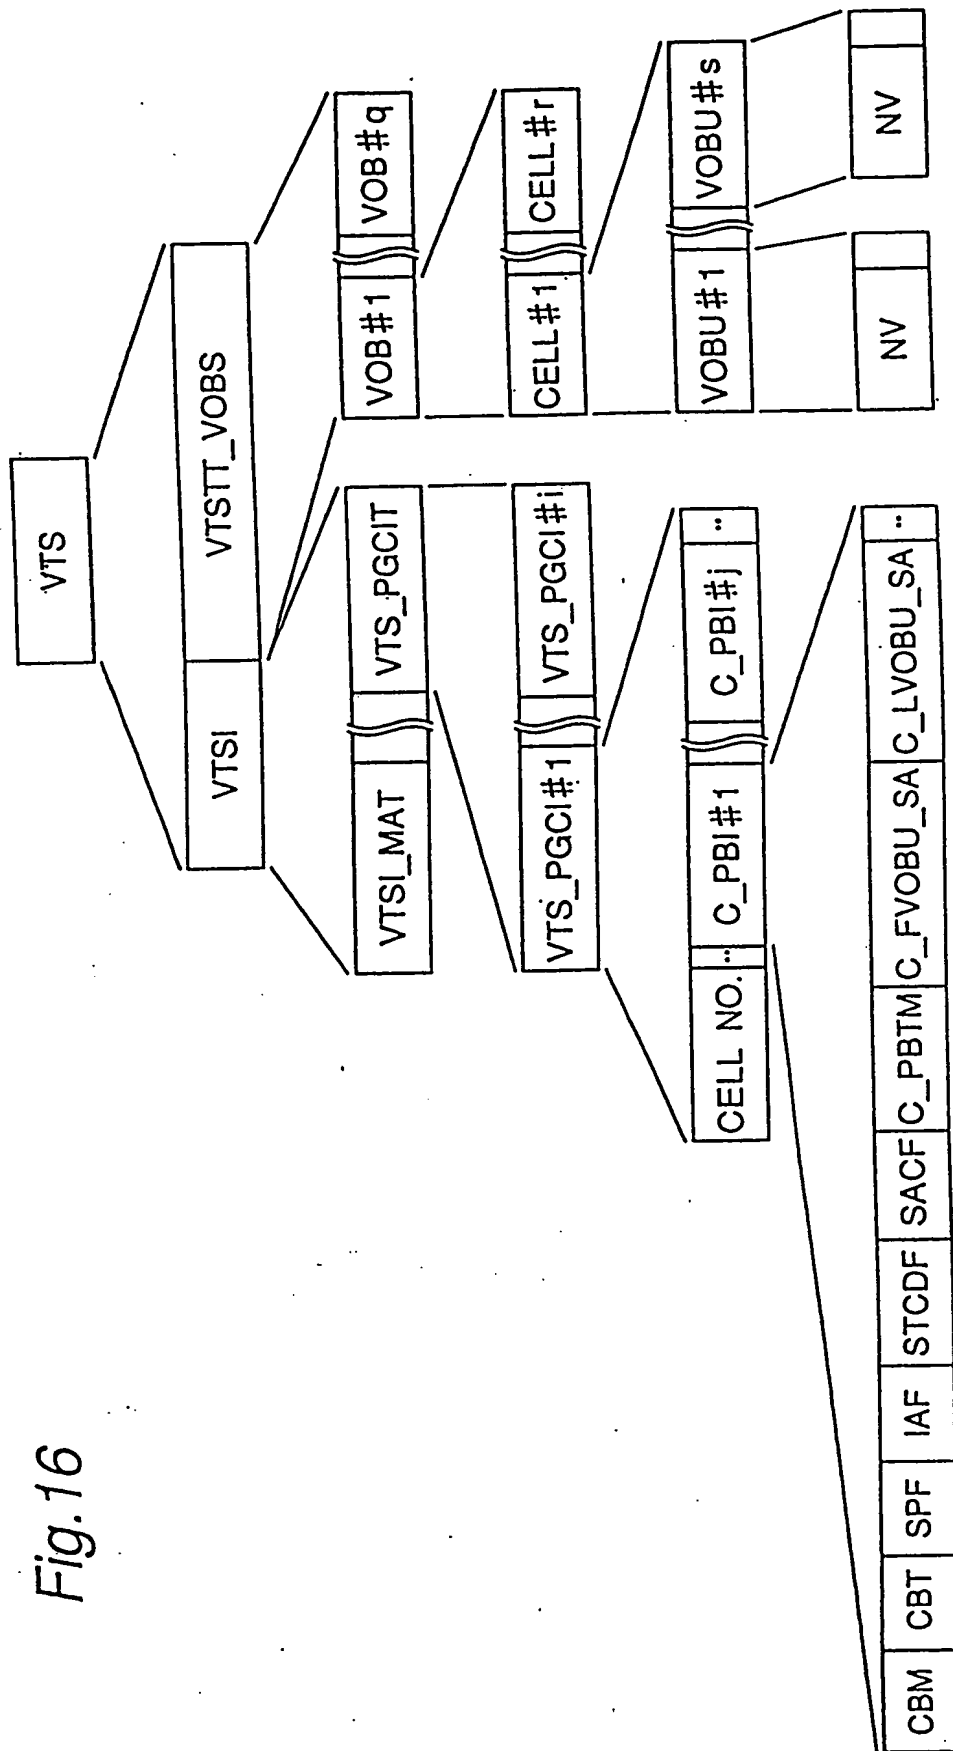 Fig.16
VTS
VTSI VTSTT_VOBS
VTSI_MAT VTS_PGCIT VOB#1 VOB#q
VTS_PGCI#1 VTS_PGCI#i CELL#1 CELL#r
CELL NO. .. C_PBI#1 C_PBI#j .. VOBU#1 VOBU#s
CBM CBT SPF IAF STCDF SACF C_PBTM C_FVOBU_SA C_LVOBU_SA .. NV NV